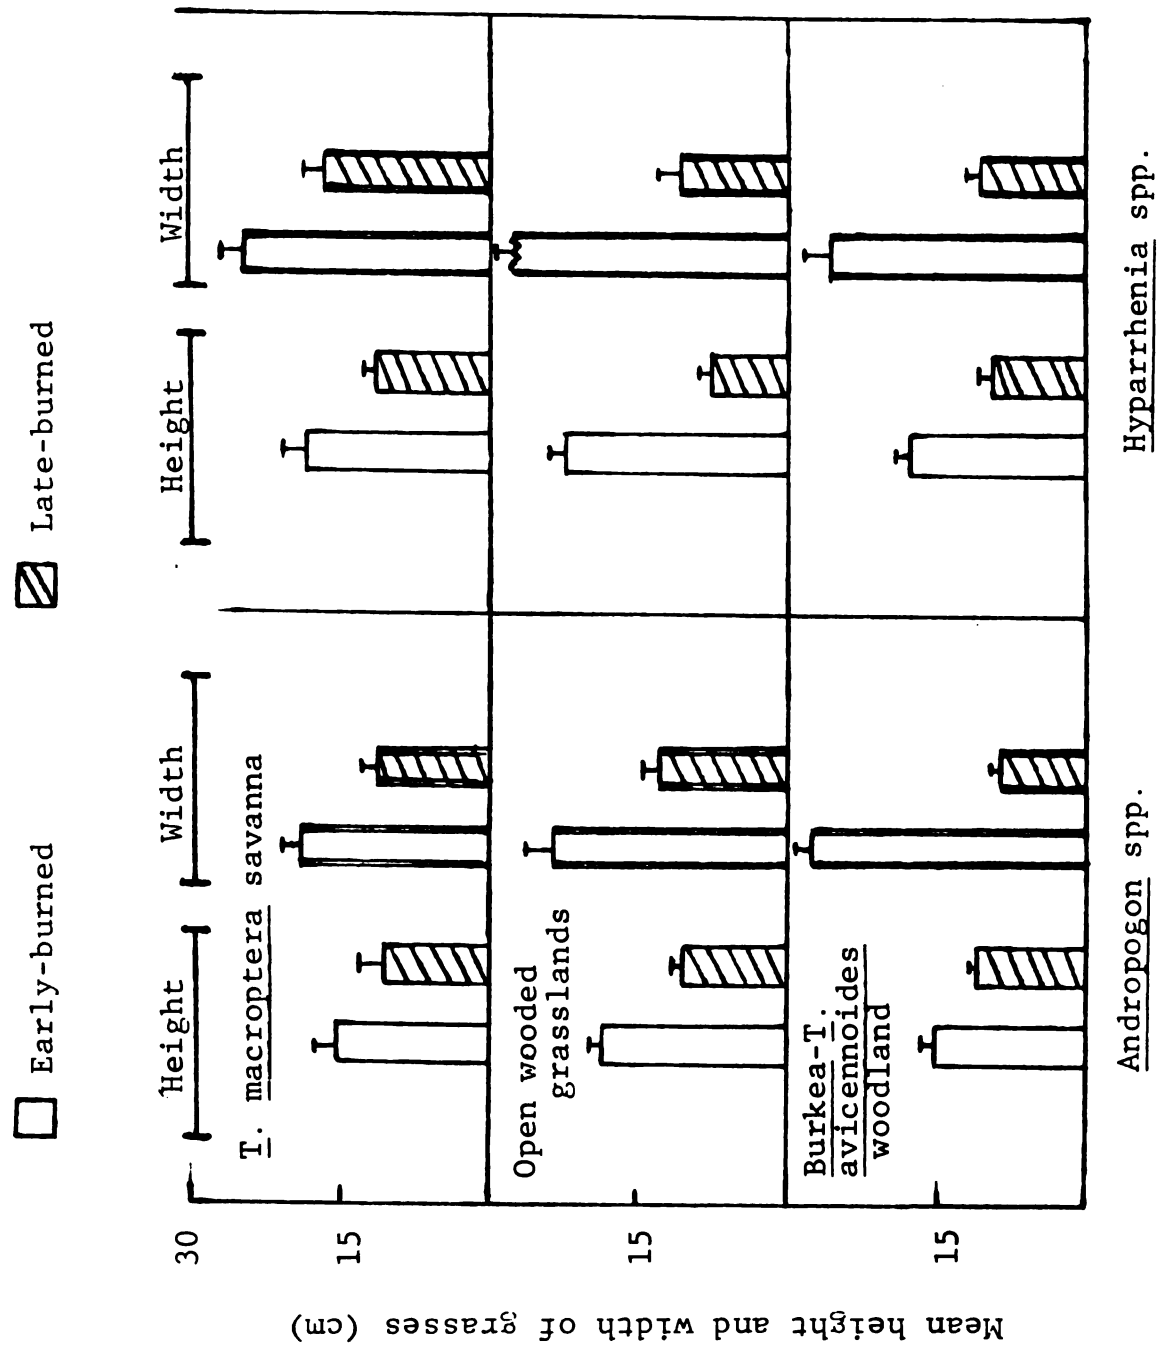 Early-burned
Late-burned
Height
Width
Height
Width
T. macroptera savanna
Open wooded
grasslands
Burkea-T.
avicennoides
woodland
30
15
15
15
Mean height and width of grasses (cm)
Andropogon spp.
Hyparrhenia spp.